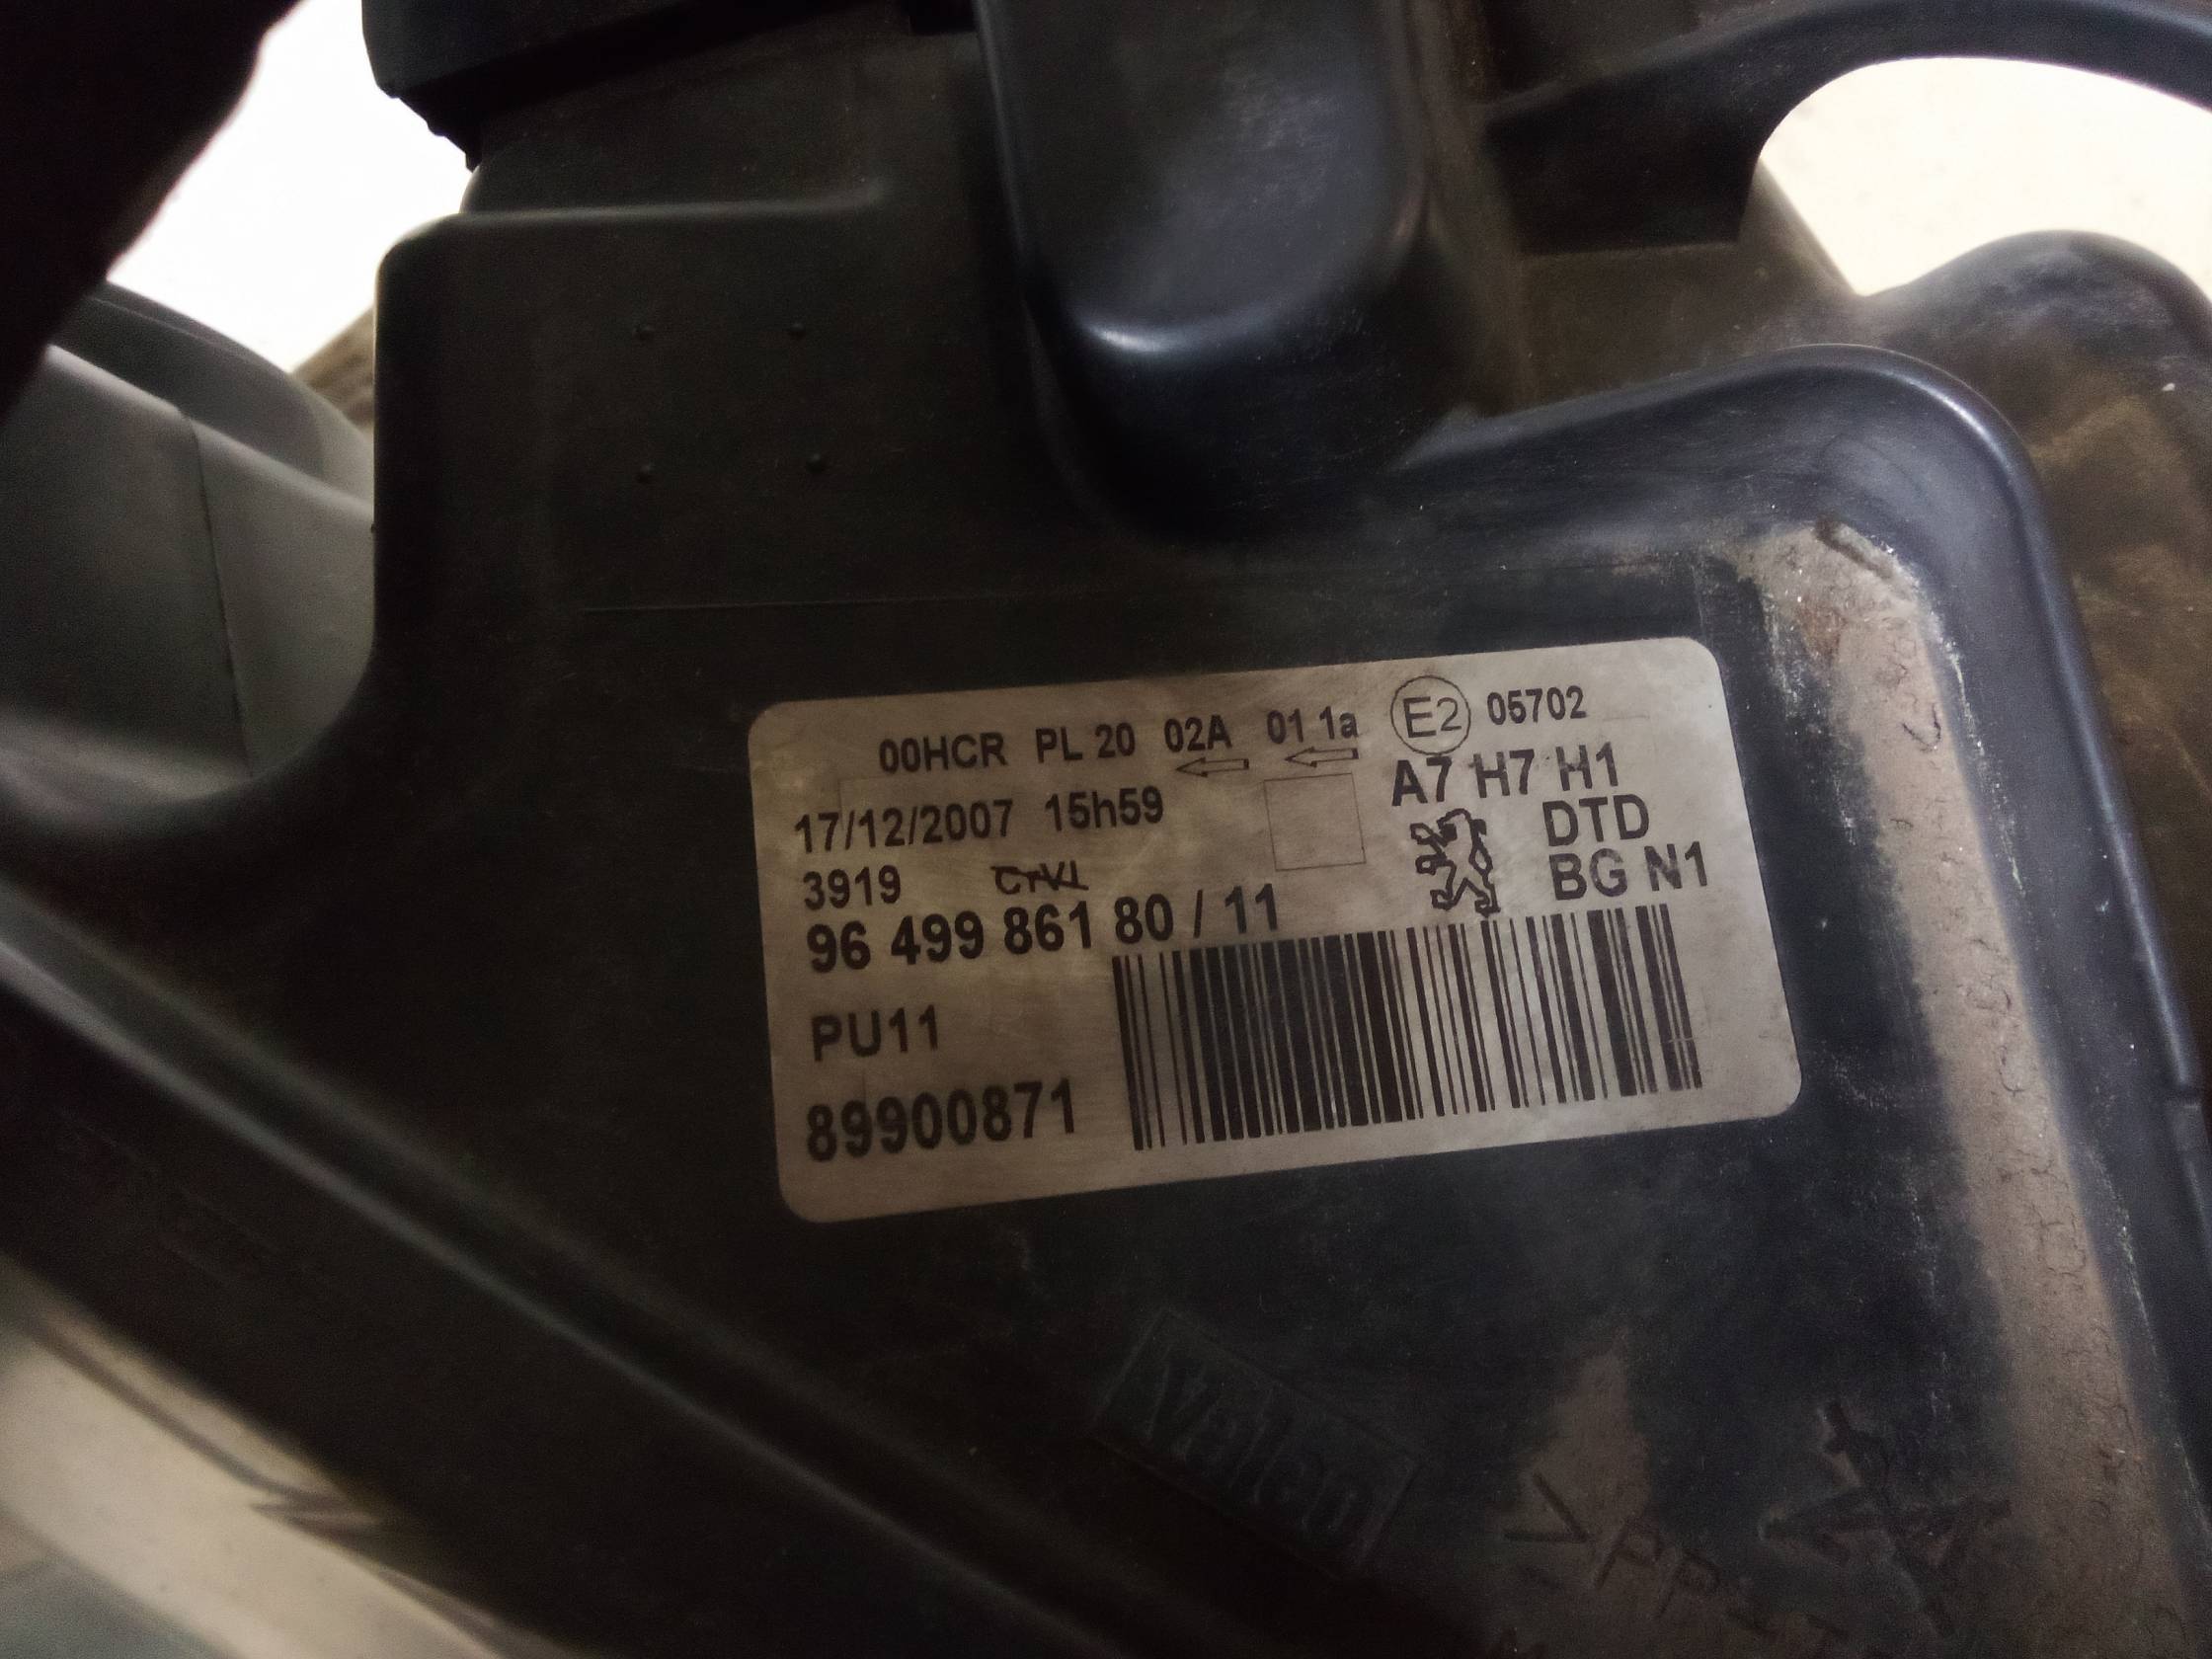 00HCR PL 20 02A 01 1a E2 05702
A7 H7 H1
17/12/2007 15h59
DTD
3919
BG N1
96 499 861 80 / 11
PU11
89900871
Valeo